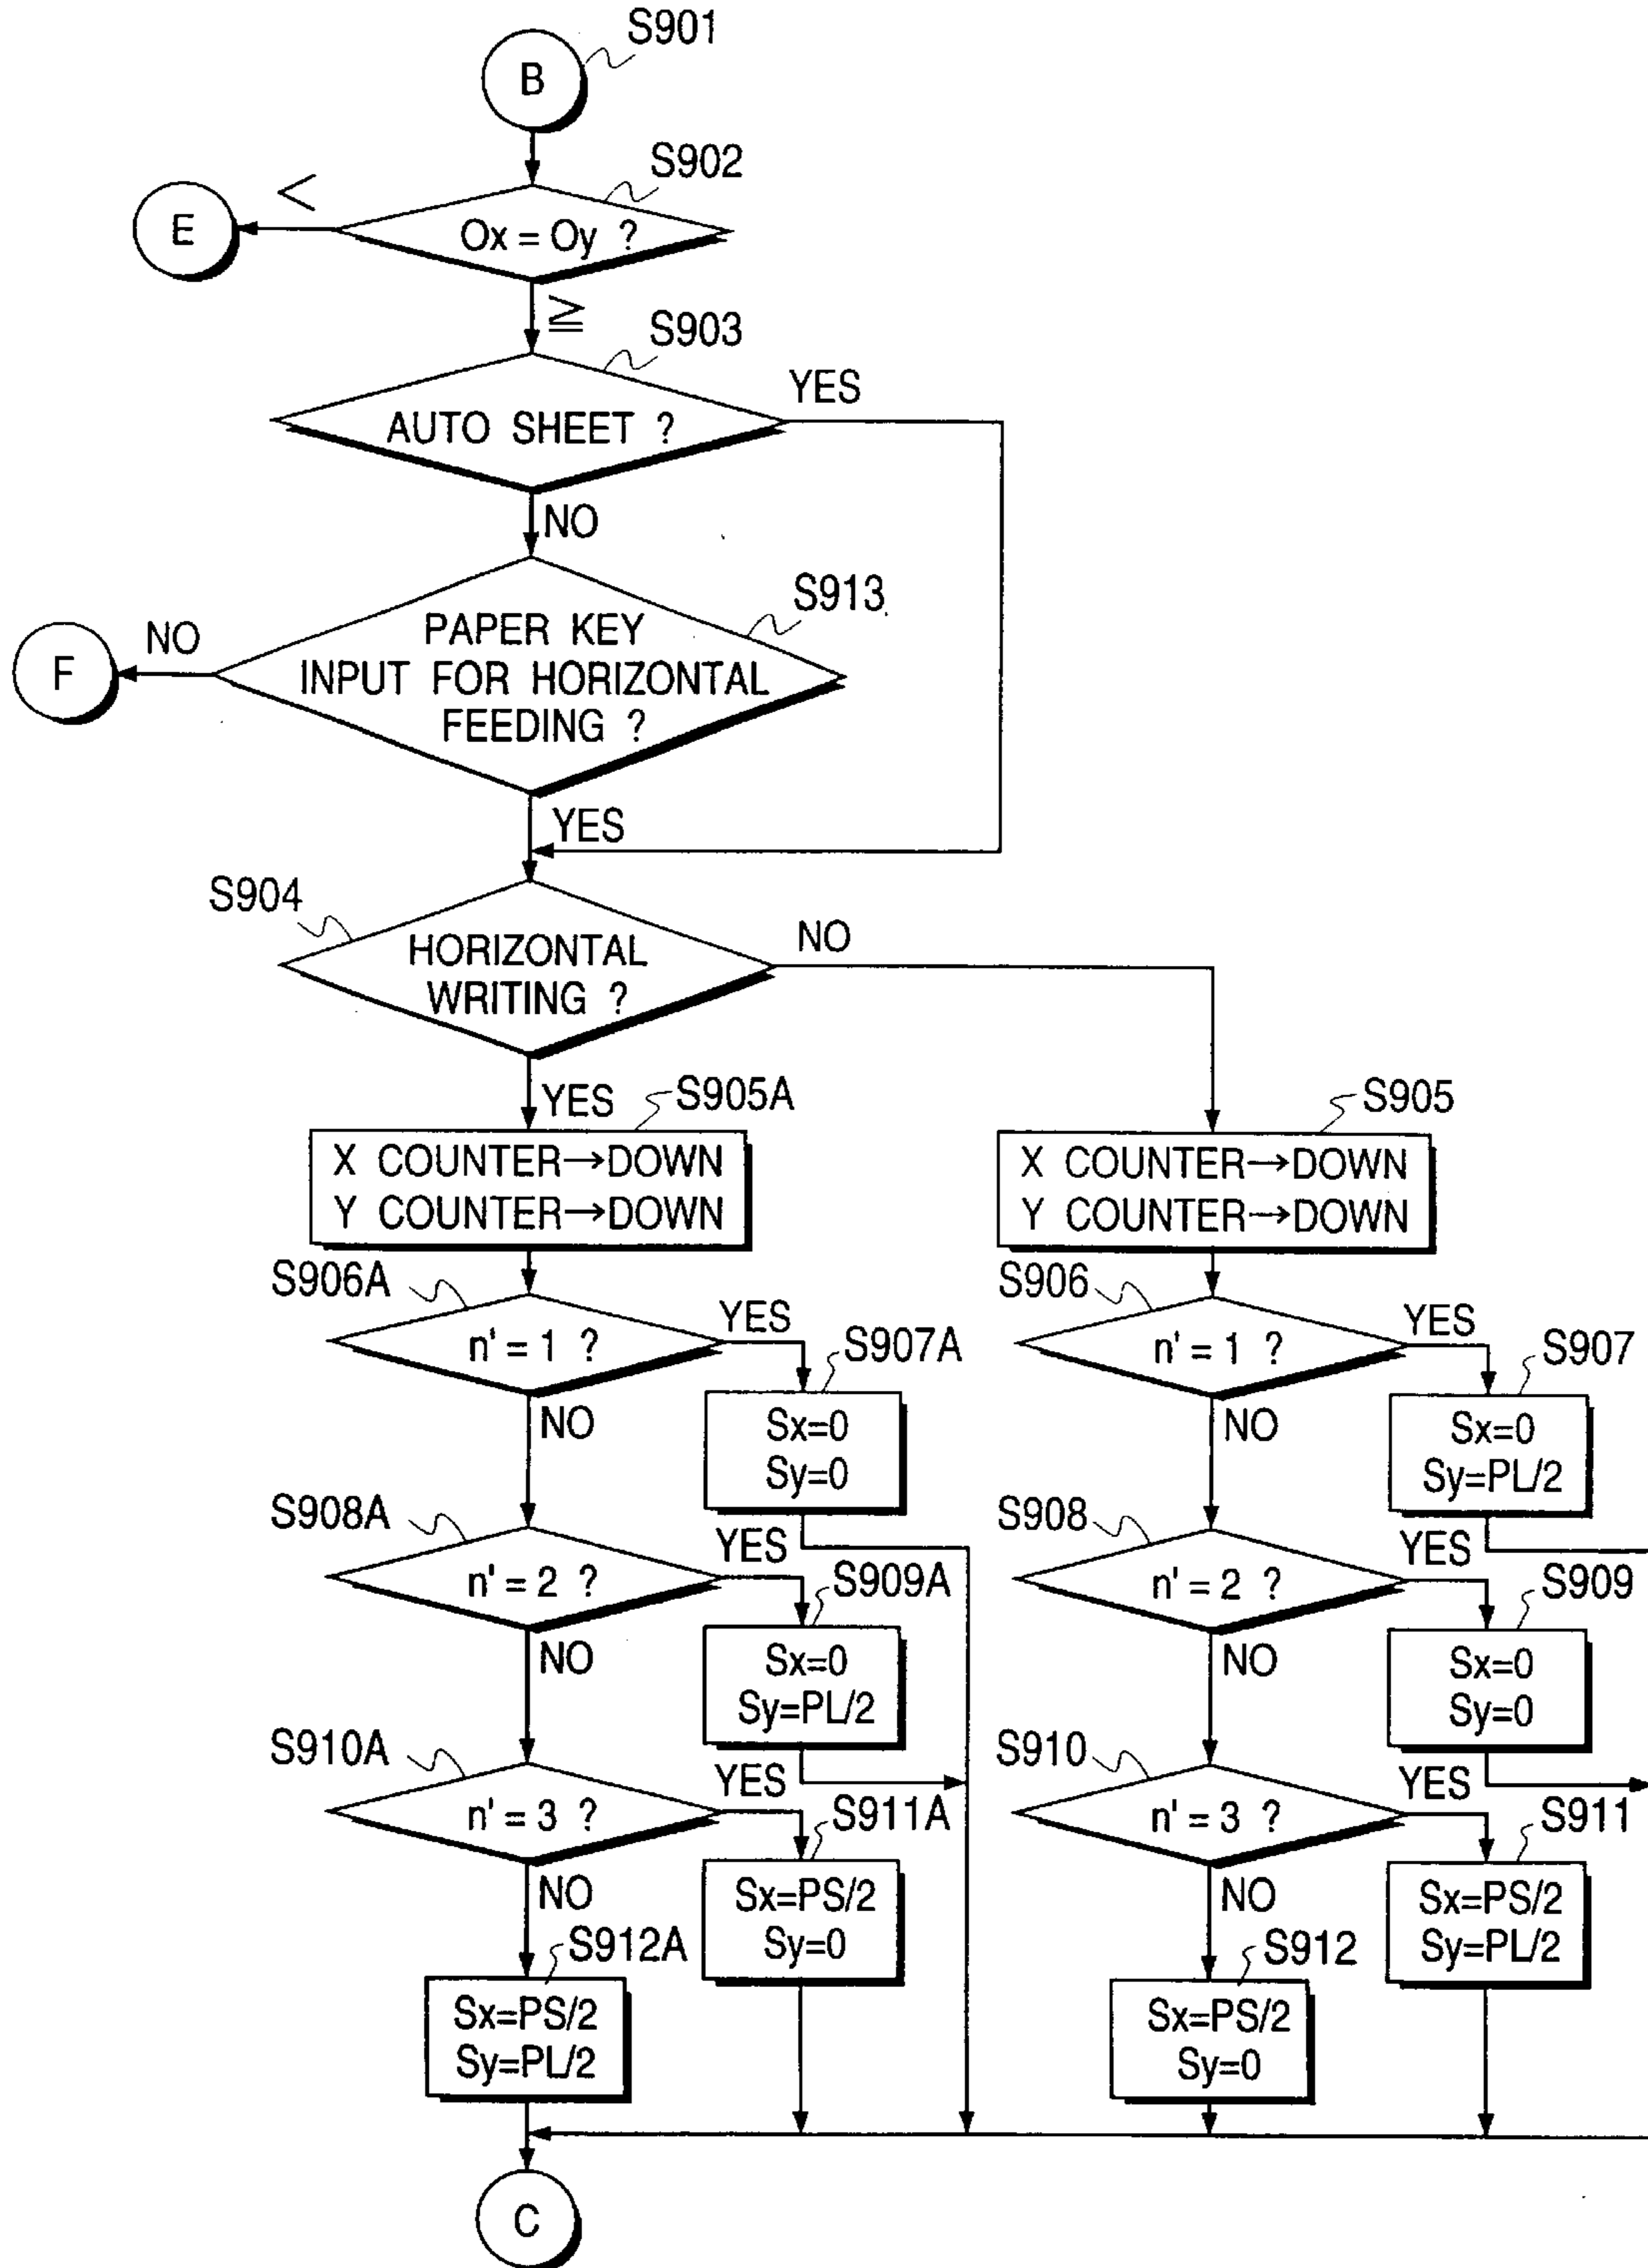 S901
B
S902
<
E
Ox = Oy ?
≧
S903
YES
AUTO SHEET ?
NO
S913
PAPER KEY
INPUT FOR HORIZONTAL
FEEDING ?
NO
F
YES
S904
HORIZONTAL
WRITING ?
NO
YES
S905A
X COUNTER→DOWN
Y COUNTER→DOWN
S905
X COUNTER→DOWN
Y COUNTER→DOWN
S906A
n' = 1 ?
YES
S907A
NO
Sx=0
Sy=0
S906
n' = 1 ?
YES
S907
NO
Sx=0
Sy=PL/2
S908A
n' = 2 ?
YES
S909A
NO
Sx=0
Sy=PL/2
S908
n' = 2 ?
YES
S909
NO
Sx=0
Sy=0
S910A
n' = 3 ?
YES
S911A
NO
Sx=PS/2
Sy=0
S910
n' = 3 ?
YES
S911
NO
Sx=PS/2
Sy=PL/2
S912A
Sx=PS/2
Sy=PL/2
S912
Sx=PS/2
Sy=0
C